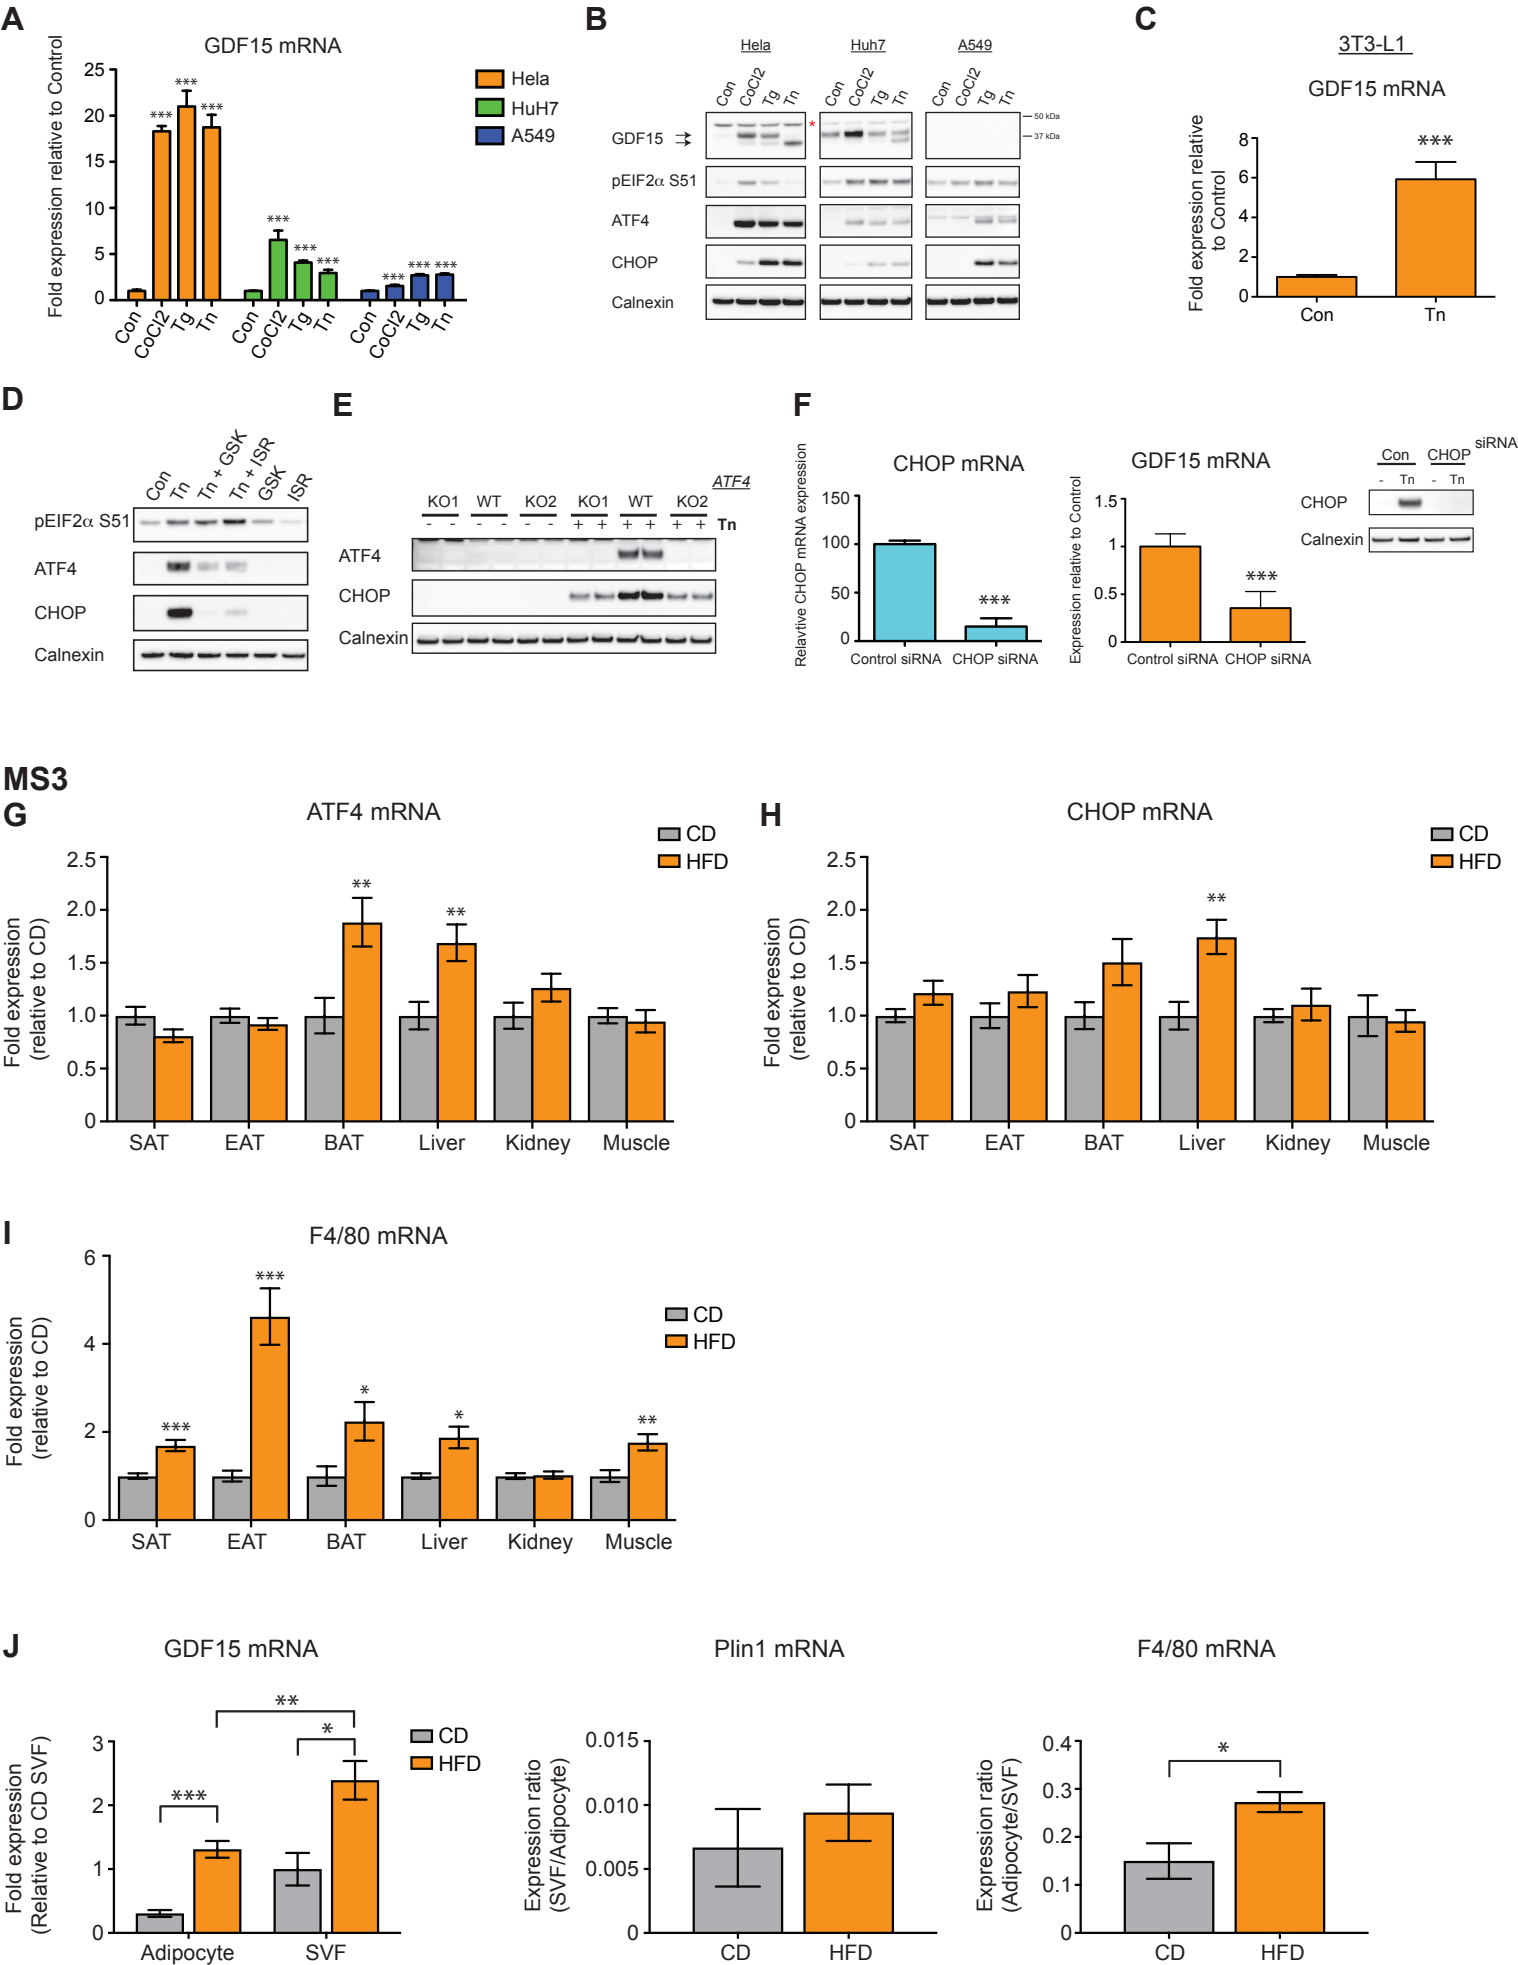 A
GDF15 mRNA
Fold expression relative to Control
25
20
15
10
5
0
***
***
***
***
***
***
***
***
***
Con
CoCl2
Tg
Tn
Con
CoCl2
Tg
Tn
Con
CoCl2
Tg
Tn
Hela
HuH7
A549
B
Hela
Huh7
A549
Con
CoCl2
Tg
Tn
Con
CoCl2
Tg
Tn
Con
CoCl2
Tg
Tn
GDF15
*
50 kDa
37 kDa
pEIF2α S51
ATF4
CHOP
Calnexin
C
3T3-L1
GDF15 mRNA
Fold expression relative
to Control
8
6
4
2
0
***
Con
Tn
D
Con
Tn
Tn + GSK
Tn + ISR
GSK
ISR
pEIF2α S51
ATF4
CHOP
Calnexin
E
ATF4
KO1 WT KO2 KO1 WT KO2
- - - - - - + + + + + + Tn
ATF4
CHOP
Calnexin
F
CHOP mRNA
Relavtive CHOP mRNA expression
150
100
50
0
***
Control siRNA CHOP siRNA
GDF15 mRNA
Expression relative to Control
1.5
1
0.5
0
***
Control siRNA CHOP siRNA
siRNA
Con CHOP
- Tn - Tn
CHOP
Calnexin
MS3
G
ATF4 mRNA
CD
HFD
Fold expression
(relative to CD)
2.5
2.0
1.5
1.0
0.5
0
**
**
SAT EAT BAT Liver Kidney Muscle
H
CHOP mRNA
CD
HFD
Fold expression
(relative to CD)
2.5
2.0
1.5
1.0
0.5
0
**
SAT EAT BAT Liver Kidney Muscle
I
F4/80 mRNA
CD
HFD
Fold expression
(relative to CD)
6
4
2
0
***
***
*
*
**
SAT EAT BAT Liver Kidney Muscle
J
GDF15 mRNA
CD
HFD
Fold expression
(Relative to CD SVF)
3
2
1
0
***
**
*
Adipocyte SVF
Plin1 mRNA
Expression ratio
(SVF/Adipocyte)
0.015
0.010
0.005
0
CD HFD
F4/80 mRNA
Expression ratio
(Adipocyte/SVF)
0.4
0.3
0.2
0.1
0
*
CD HFD